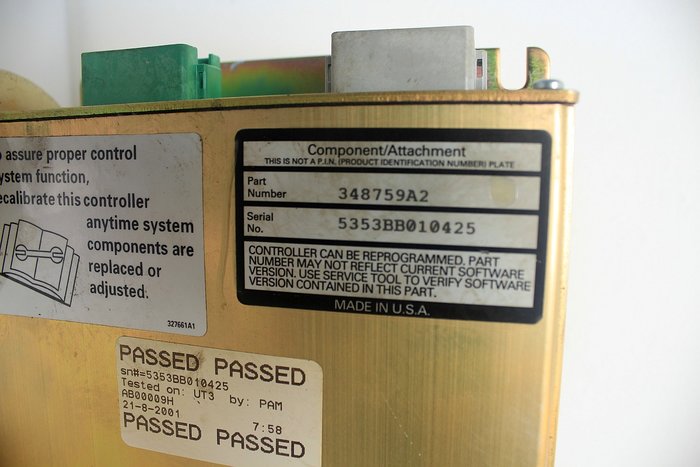 assure proper control
system function,
recalibrate this controller
anytime system
components are
replaced or
adjusted.
327661A1
Component/Attachment
THIS IS NOT A P.I.N. (PRODUCT IDENTIFICATION NUMBER) PLATE
Part
Number 348759A2
Serial
No. 5353BB010425
CONTROLLER CAN BE REPROGRAMMED. PART
NUMBER MAY NOT REFLECT CURRENT SOFTWARE
VERSION. USE SERVICE TOOL TO VERIFY SOFTWARE
VERSION CONTAINED IN THIS PART.
MADE IN U.S.A.
PASSED PASSED
sn#=5353BB010425
Tested on: UT3 by: PAM
AB00009H
21-8-2001 7:58
PASSED PASSED